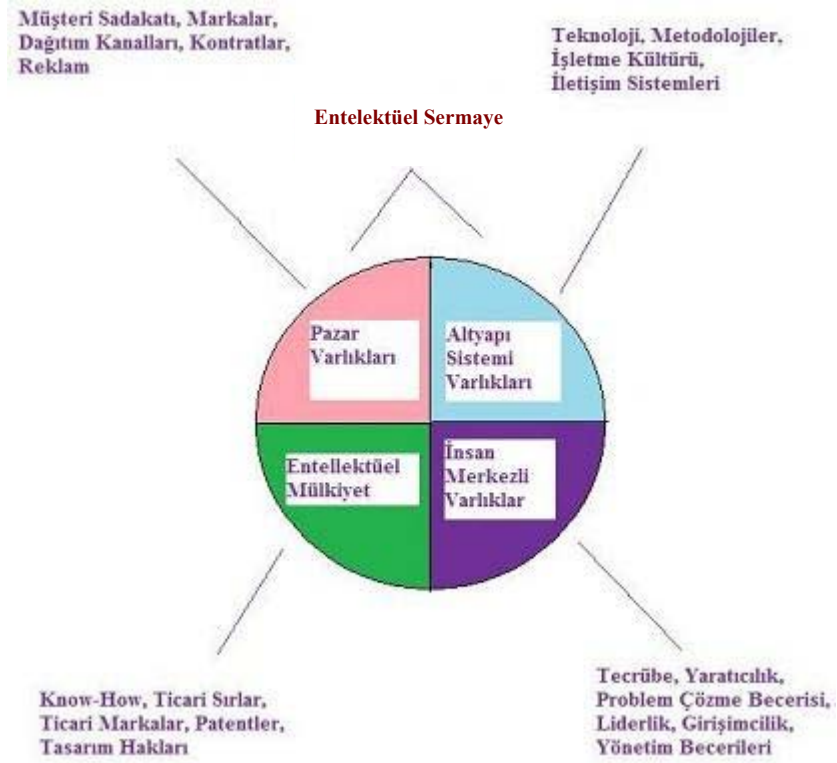 Müşteri Sadakatı, Markalar,
Dağıtım Kanalları, Kontratlar,
Reklam
Teknoloji, Metodolojiler,
İşletme Kültürü,
İletişim Sistemleri
Entelektüel Sermaye
Pazar
Varlıkları
Altyapı
Sistemi
Varlıkları
Entellektüel
Mülkiyet
İnsan
Merkezli
Varlıklar
Know-How, Ticari Sırlar,
Ticari Markalar, Patentler,
Tasarım Hakları
Tecrübe, Yaratıcılık,
Problem Çözme Becerisi,
Liderlik, Girişimcilik,
Yönetim Becerileri